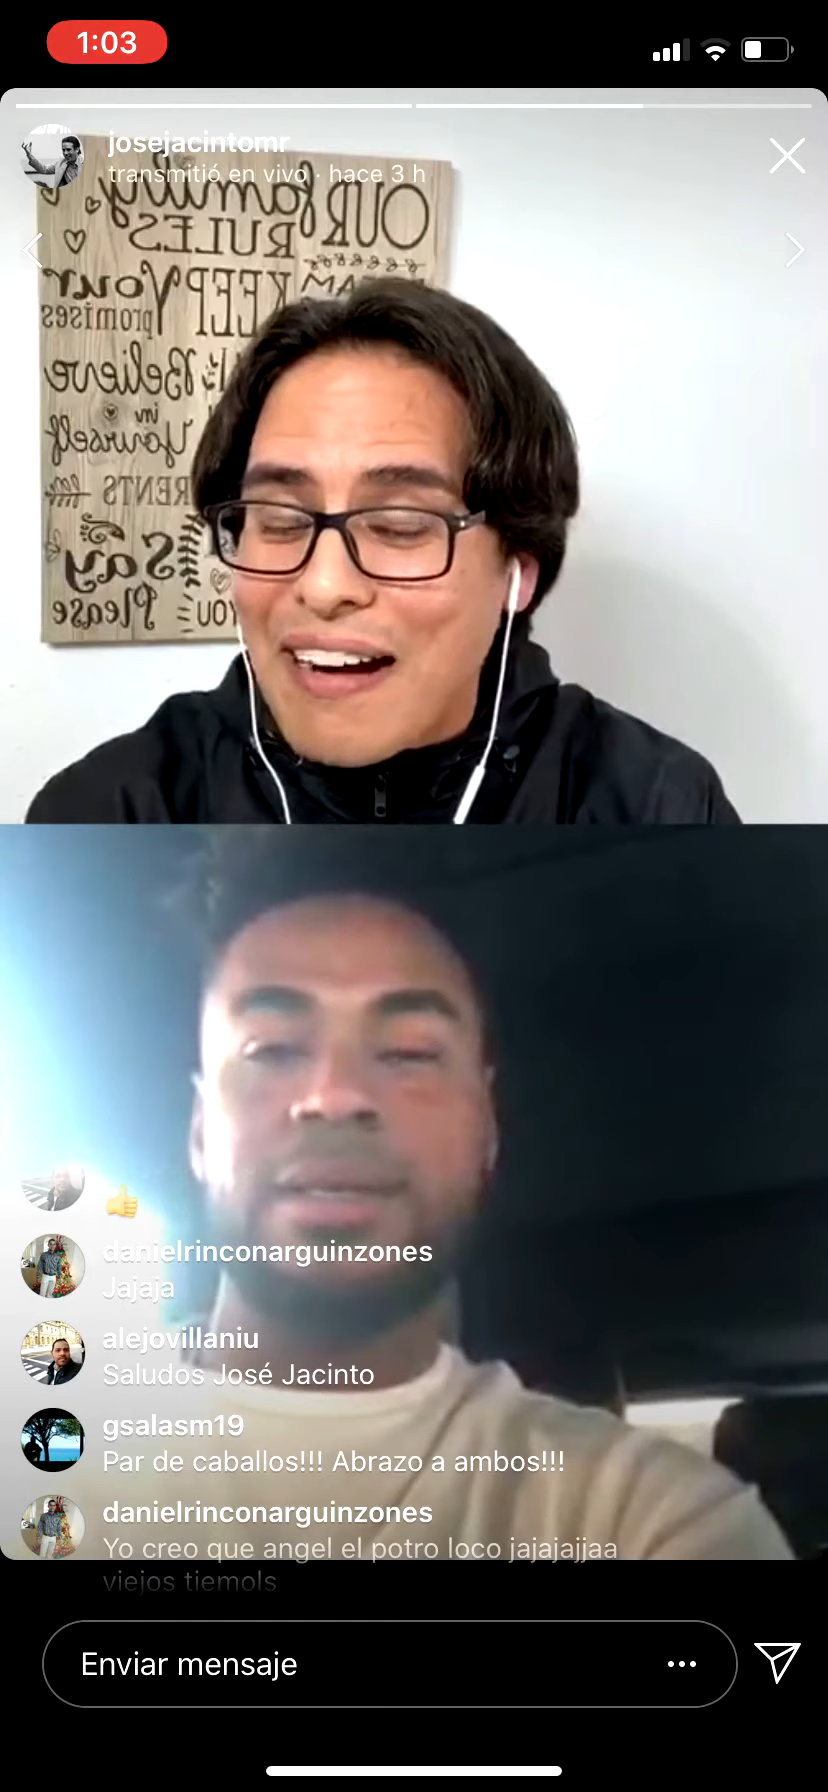 1:03
josejacintomr
transmitió en vivo · hace 3 h
OUR family
RULES
KEEP Your
promises
Believe
in
Yourself
Say
Please
YOU
danielrinconarguinzones
Jajaja
alejovillaniu
Saludos José Jacinto
gsalasm19
Par de caballos!!! Abrazo a ambos!!!
danielrinconarguinzones
Yo creo que angel el potro loco jajajajjaa
viejos tiemols
Enviar mensaje